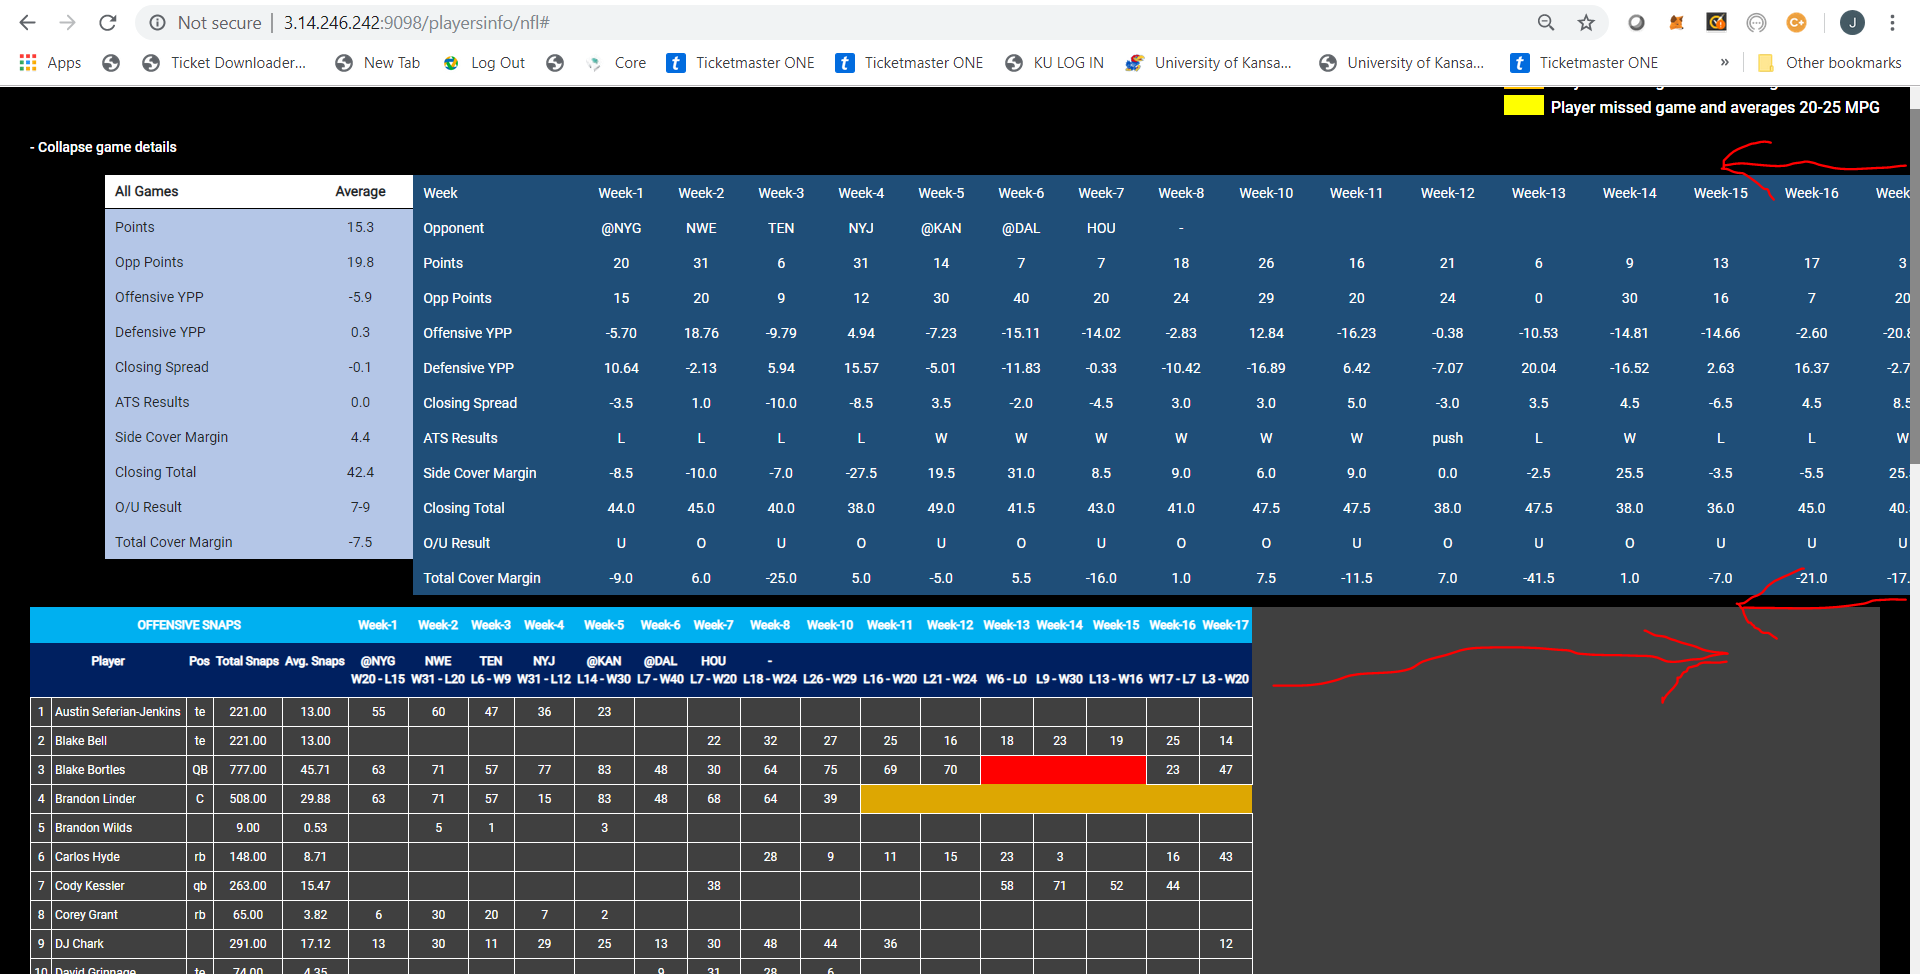 Not secure | 3.14.246.242:9098/playersinfo/nfl#
J
Apps Ticket Downloader... New Tab Log Out Core t Ticketmaster ONE t Ticketmaster ONE KU LOG IN University of Kansa... University of Kansa... t Ticketmaster ONE » Other bookmarks
Player missed game and averages 20-25 MPG
- Collapse game details
All Games Average
Points 15.3
Opp Points 19.8
Offensive YPP -5.9
Defensive YPP 0.3
Closing Spread -0.1
ATS Results 0.0
Side Cover Margin 4.4
Closing Total 42.4
O/U Result 7-9
Total Cover Margin -7.5
Week Week-1 Week-2 Week-3 Week-4 Week-5 Week-6 Week-7 Week-8 Week-10 Week-11 Week-12 Week-13 Week-14 Week-15 Week-16 Week
Opponent @NYG NWE TEN NYJ @KAN @DAL HOU -
Points 20 31 6 31 14 7 7 18 26 16 21 6 9 13 17 3
Opp Points 15 20 9 12 30 40 20 24 29 20 24 0 30 16 7 20
Offensive YPP -5.70 18.76 -9.79 4.94 -7.23 -15.11 -14.02 -2.83 12.84 -16.23 -0.38 -10.53 -14.81 -14.66 -2.60 -20.8
Defensive YPP 10.64 -2.13 5.94 15.57 -5.01 -11.83 -0.33 -10.42 -16.89 6.42 -7.07 20.04 -16.52 2.63 16.37 -2.7
Closing Spread -3.5 1.0 -10.0 -8.5 3.5 -2.0 -4.5 3.0 3.0 5.0 -3.0 3.5 4.5 -6.5 4.5 8.5
ATS Results L L L L W W W W W W push L W L L W
Side Cover Margin -8.5 -10.0 -7.0 -27.5 19.5 31.0 8.5 9.0 6.0 9.0 0.0 -2.5 25.5 -3.5 -5.5 25.
Closing Total 44.0 45.0 40.0 38.0 49.0 41.5 43.0 41.0 47.5 47.5 38.0 47.5 38.0 36.0 45.0 40.
O/U Result U O U O U O U O O U O U O U U U
Total Cover Margin -9.0 6.0 -25.0 5.0 -5.0 5.5 -16.0 1.0 7.5 -11.5 7.0 -41.5 1.0 -7.0 -21.0 -17.
OFFENSIVE SNAPS Week-1 Week-2 Week-3 Week-4 Week-5 Week-6 Week-7 Week-8 Week-10 Week-11 Week-12 Week-13 Week-14 Week-15 Week-16 Week-17
Player Pos Total Snaps Avg. Snaps @NYG NWE TEN NYJ @KAN @DAL HOU -
W20 - L15 W31 - L20 L6 - W9 W31 - L12 L14 - W30 L7 - W40 L7 - W20 L18 - W24 L26 - W29 L16 - W20 L21 - W24 W6 - L0 L9 - W30 L13 - W16 W17 - L7 L3 - W20
1 Austin Seferian-Jenkins te 221.00 13.00 55 60 47 36 23
2 Blake Bell te 221.00 13.00 22 32 27 25 16 18 23 19 25 14
3 Blake Bortles QB 777.00 45.71 63 71 57 77 83 48 30 64 75 69 70 23 47
4 Brandon Linder C 508.00 29.88 63 71 57 15 83 48 68 64 39
5 Brandon Wilds 9.00 0.53 5 1 3
6 Carlos Hyde rb 148.00 8.71 28 9 11 15 23 3 16 43
7 Cody Kessler qb 263.00 15.47 38 58 71 52 44
8 Corey Grant rb 65.00 3.82 6 30 20 7 2
9 DJ Chark 291.00 17.12 13 30 11 29 25 13 30 48 44 36 12
10 David Grinnage te 74.00 4.35 9 31 28 6